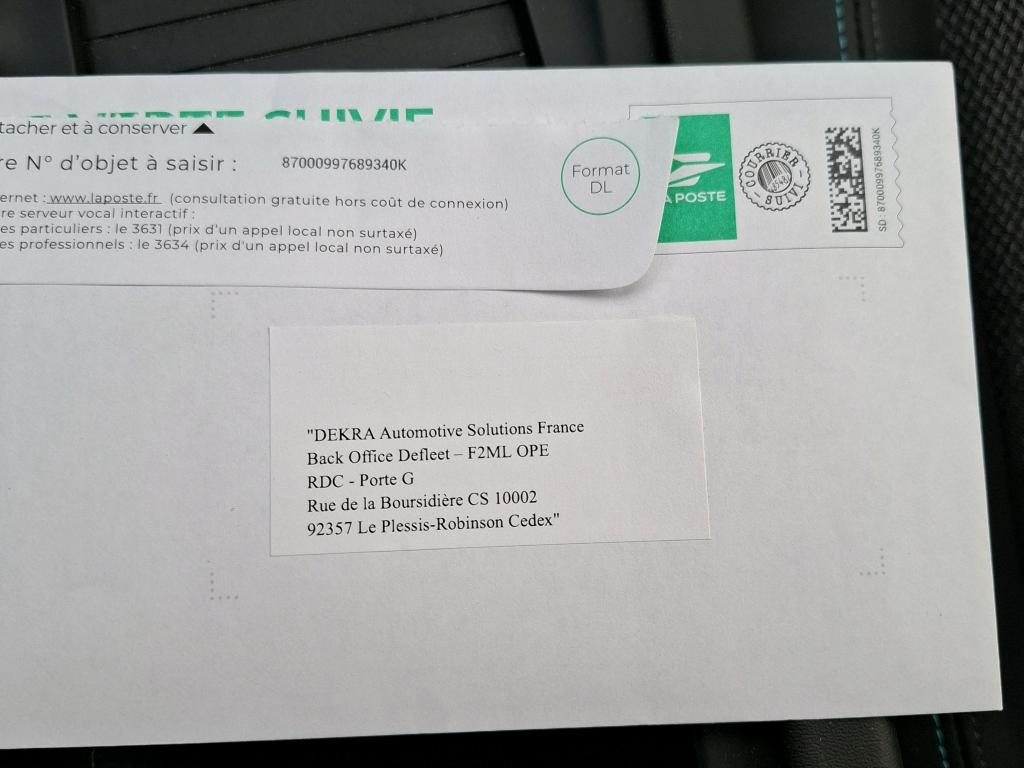 VERTE SUIVIE
tacher et à conserver ▲
re N° d'objet à saisir : 87000997689340K
ernet : www.laposte.fr (consultation gratuite hors coût de connexion)
re serveur vocal interactif :
es particuliers : le 3631 (prix d'un appel local non surtaxé)
es professionnels : le 3634 (prix d'un appel local non surtaxé)
Format
DL
A POSTE
COURRIER
SUIVI
SD : 87000997689340K
"DEKRA Automotive Solutions France
Back Office Defleet – F2ML OPE
RDC - Porte G
Rue de la Boursidière CS 10002
92357 Le Plessis-Robinson Cedex"